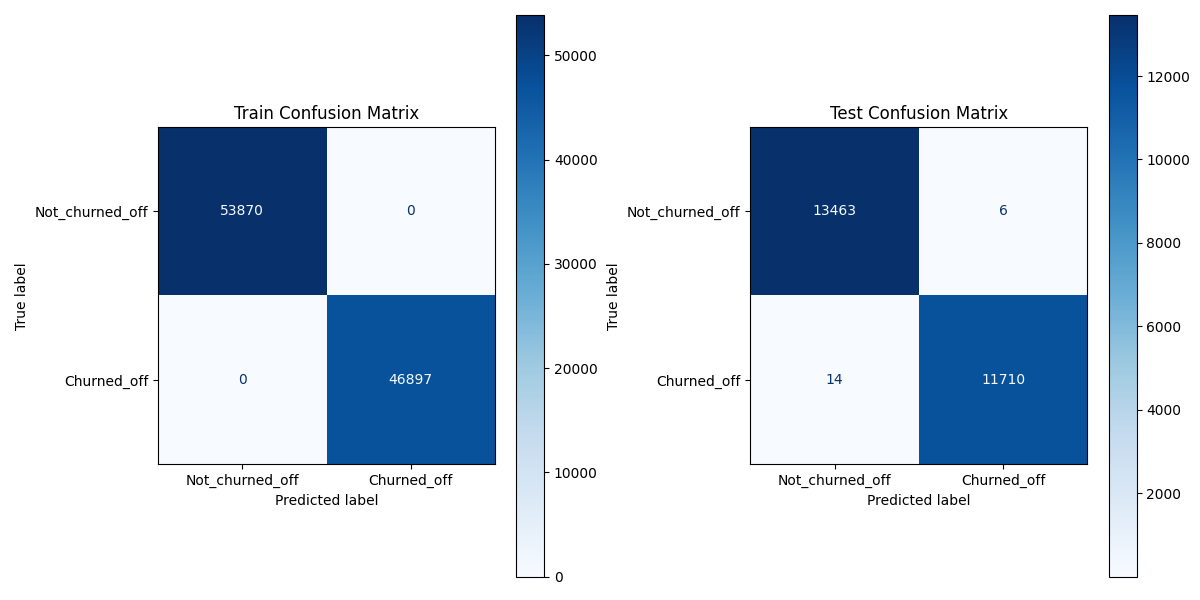 Train Confusion Matrix
True label
Not_churned_off
Churned_off
53870
0
0
46897
Not_churned_off
Churned_off
Predicted label
50000
40000
30000
20000
10000
0
Test Confusion Matrix
True label
Not_churned_off
Churned_off
13463
6
14
11710
Not_churned_off
Churned_off
Predicted label
12000
10000
8000
6000
4000
2000